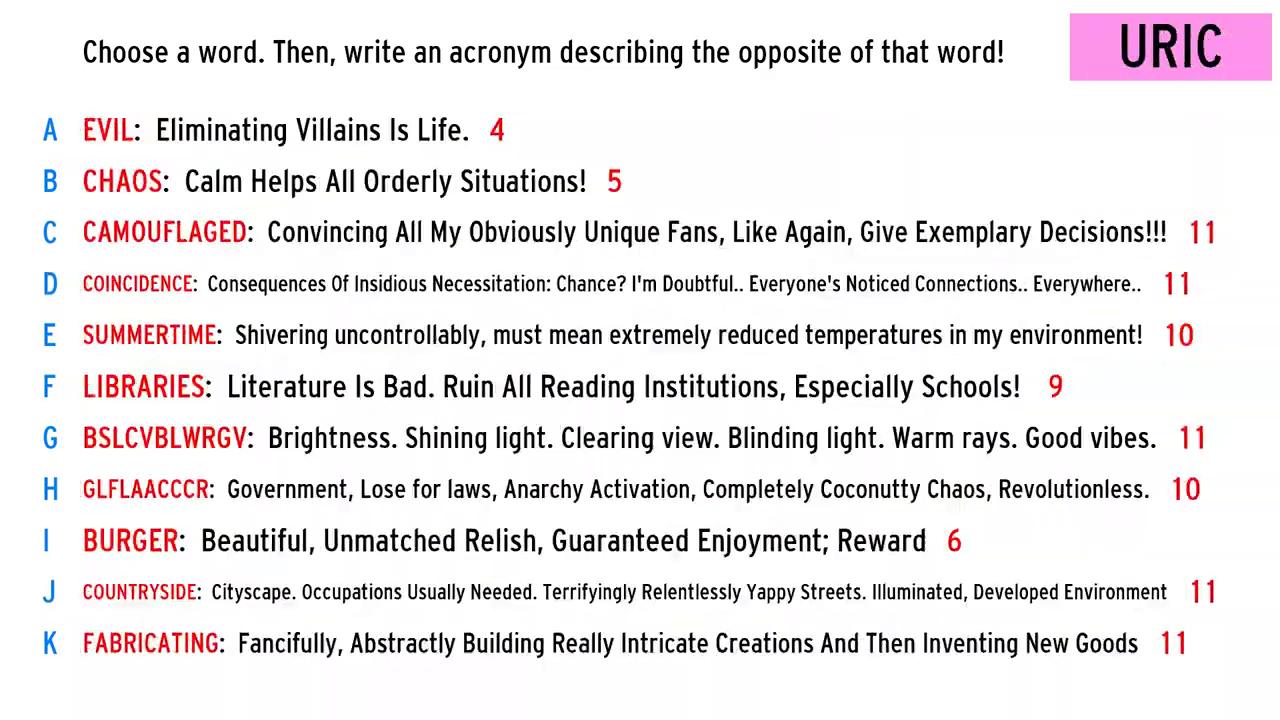 Choose a word. Then, write an acronym describing the opposite of that word!
URIC
A EVIL: Eliminating Villains Is Life. 4
B CHAOS: Calm Helps All Orderly Situations! 5
C CAMOUFLAGED: Convincing All My Obviously Unique Fans, Like Again, Give Exemplary Decisions!!! 11
D COINCIDENCE: Consequences Of Insidious Necessitation: Chance? I'm Doubtful.. Everyone's Noticed Connections.. Everywhere.. 11
E SUMMERTIME: Shivering uncontrollably, must mean extremely reduced temperatures in my environment! 10
F LIBRARIES: Literature Is Bad. Ruin All Reading Institutions, Especially Schools! 9
G BSLCVBLWRGV: Brightness. Shining light. Clearing view. Blinding light. Warm rays. Good vibes. 11
H GLFLAACCCR: Government, Lose for laws, Anarchy Activation, Completely Coconutty Chaos, Revolutionless. 10
I BURGER: Beautiful, Unmatched Relish, Guaranteed Enjoyment; Reward 6
J COUNTRYSIDE: Cityscape. Occupations Usually Needed. Terrifyingly Relentlessly Yappy Streets. Illuminated, Developed Environment 11
K FABRICATING: Fancifully, Abstractly Building Really Intricate Creations And Then Inventing New Goods 11